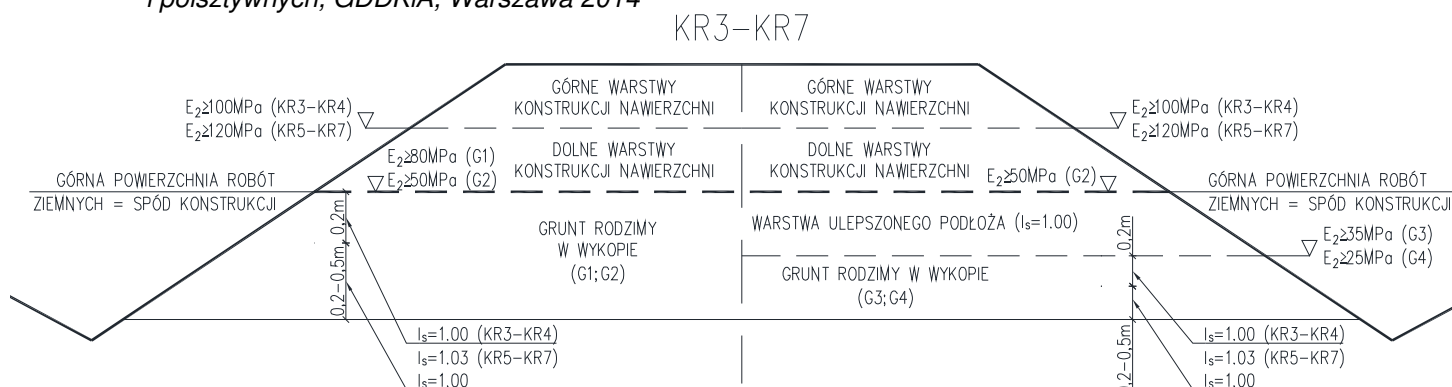 i półsztywnych, GDDKiA, Warszawa 2014
KR3-KR7
GÓRNE WARSTWY
KONSTRUKCJI NAWIERZCHNI
GÓRNE WARSTWY
KONSTRUKCJI NAWIERZCHNI
E2≥100MPa (KR3-KR4)
E2≥120MPa (KR5-KR7)
E2≥100MPa (KR3-KR4)
E2≥120MPa (KR5-KR7)
DOLNE WARSTWY
KONSTRUKCJI NAWIERZCHNI
DOLNE WARSTWY
KONSTRUKCJI NAWIERZCHNI
E2≥80MPa (G1)
E2≥50MPa (G2)
E2≥50MPa (G2)
GÓRNA POWIERZCHNIA ROBÓT
ZIEMNYCH = SPÓD KONSTRUKCJI
GÓRNA POWIERZCHNIA ROBÓT
ZIEMNYCH = SPÓD KONSTRUKCJI
0,2m
0,2-0,5m
GRUNT RODZIMY
W WYKOPIE
(G1;G2)
WARSTWA ULEPSZONEGO PODŁOŻA (Is=1.00)
0,2m
E2≥35MPa (G3)
E2≥25MPa (G4)
GRUNT RODZIMY W WYKOPIE
(G3;G4)
Is=1.00 (KR3-KR4)
Is=1.03 (KR5-KR7)
Is=1.00
0,2-0,5m
Is=1.00 (KR3-KR4)
Is=1.03 (KR5-KR7)
Is=1.00